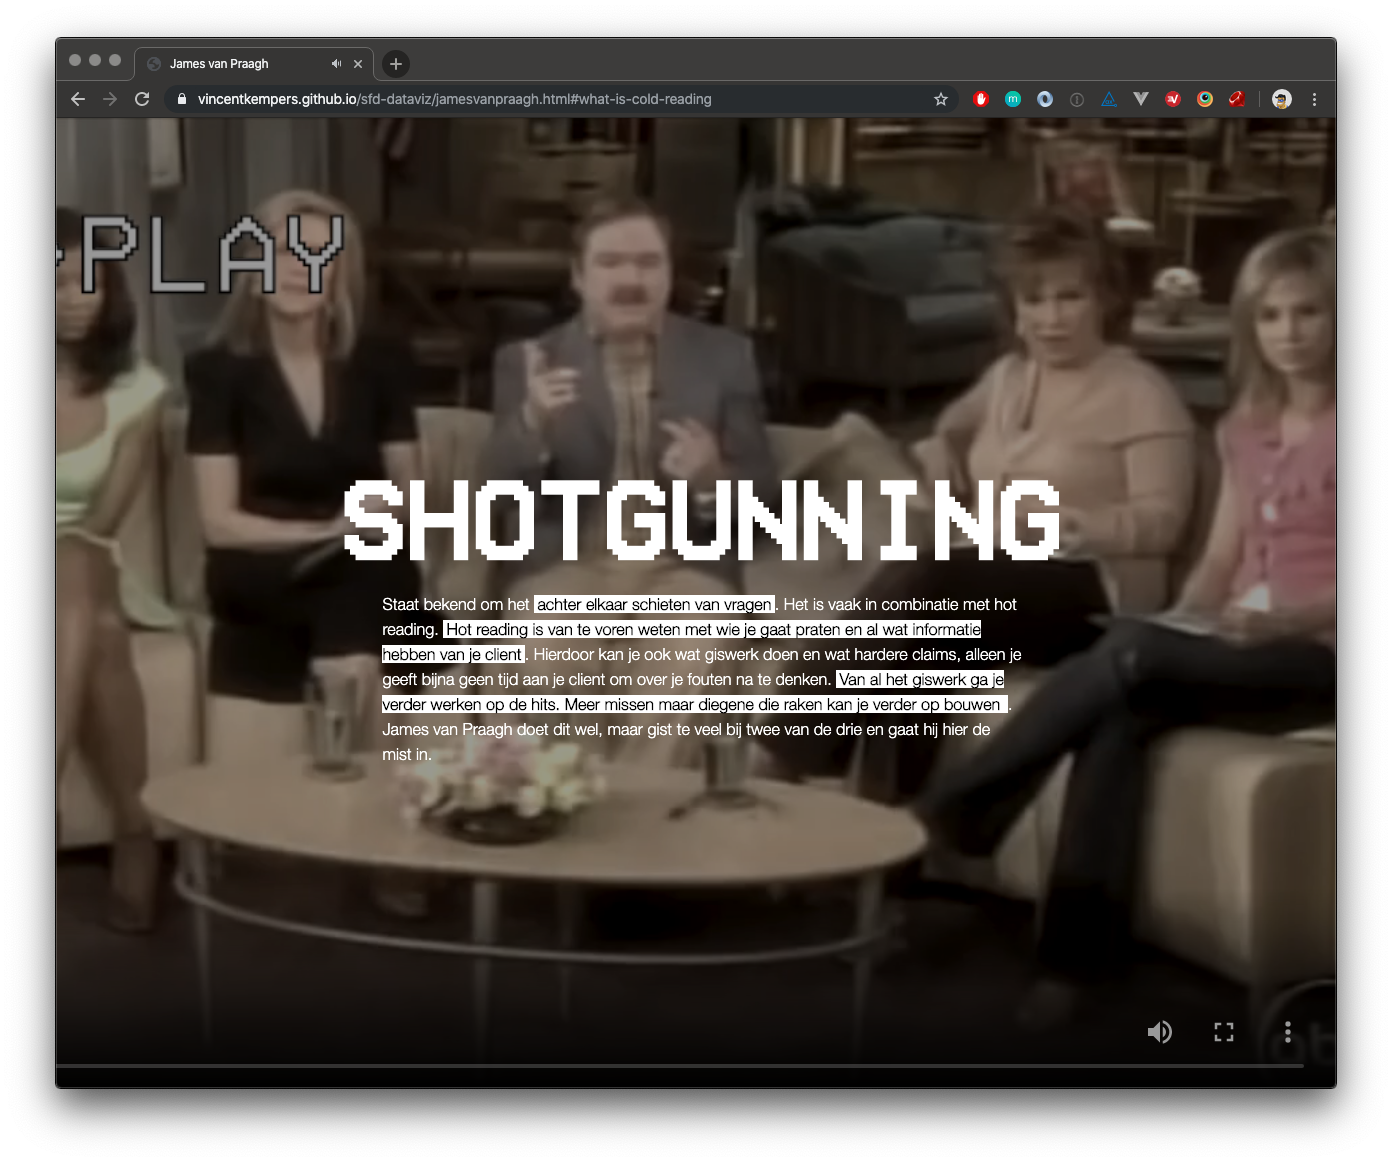 James van Praagh
vincentkempers.github.io/sfd-dataviz/jamesvanpraagh.html#what-is-cold-reading
PLAY
SHOTGUNNING
Staat bekend om het achter elkaar schieten van vragen. Het is vaak in combinatie met hot
reading. Hot reading is van te voren weten met wie je gaat praten en al wat informatie
hebben van je client. Hierdoor kan je ook wat giswerk doen en wat hardere claims, alleen je
geeft bijna geen tijd aan je client om over je fouten na te denken. Van al het giswerk ga je
verder werken op de hits. Meer missen maar diegene die raken kan je verder op bouwen .
James van Praagh doet dit wel, maar gist te veel bij twee van de drie en gaat hij hier de
mist in.